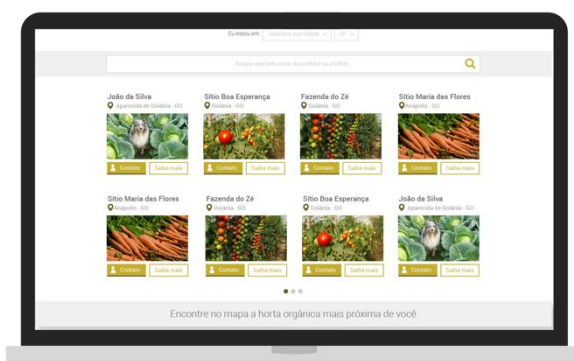 Eu estou em Selecione sua cidade UF
Busque aqui pelo nome do produtor ou produto...
João da Silva
Aparecida de Goiânia - GO
Contato Saiba mais
Sítio Boa Esperança
Goiânia - GO
Contato Saiba mais
Fazenda do Zé
Goiânia - GO
Contato Saiba mais
Sítio Maria das Flores
Anápolis - GO
Contato Saiba mais
Sítio Maria das Flores
Anápolis - GO
Contato Saiba mais
Fazenda do Zé
Goiânia - GO
Contato Saiba mais
Sítio Boa Esperança
Goiânia - GO
Contato Saiba mais
João da Silva
Aparecida de Goiânia - GO
Contato Saiba mais
Encontre no mapa a horta orgânica mais próxima de você